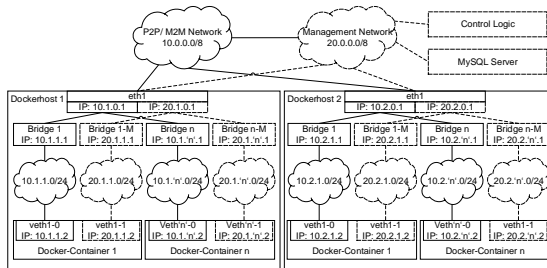 P2P/ M2M Network
10.0.0.0/8
Management Network
20.0.0.0/8
Control Logic
MySQL Server
Dockerhost 1
eth1
IP: 10.1.0.1
IP: 20.1.0.1
Bridge 1
IP: 10.1.1.1
Bridge 1-M
IP: 20.1.1.1
Bridge n
IP: 10.1.'n'.1
Bridge n-M
IP: 20.1.'n'.1
10.1.1.0/24
20.1.1.0/24
10.1.'n'.0/24
20.1.'n'.0/24
veth1-0
IP: 10.1.1.2
veth1-1
IP: 20.1.1.2
Veth'n'-0
IP: 10.1.'n'.2
Veth'n'-1
IP: 20.1.'n'.2
Docker-Container 1
Docker-Container n
Dockerhost 2
eth1
IP: 10.2.0.1
IP: 20.2.0.1
Bridge 1
IP: 10.2.1.1
Bridge 1-M
IP: 20.2.1.1
Bridge n
IP: 10.2.'n'.1
Bridge n-M
IP: 20.2.'n'.1
10.2.1.0/24
20.2.1.0/24
10.2.'n'.0/24
20.2.'n'.0/24
veth1-0
IP: 10.2.1.2
veth1-1
IP: 20.2.1.2
Veth'n'-0
IP: 10.2.'n'.2
Veth'n'-1
IP: 20.2.'n'.2
Docker-Container 1
Docker-Container n